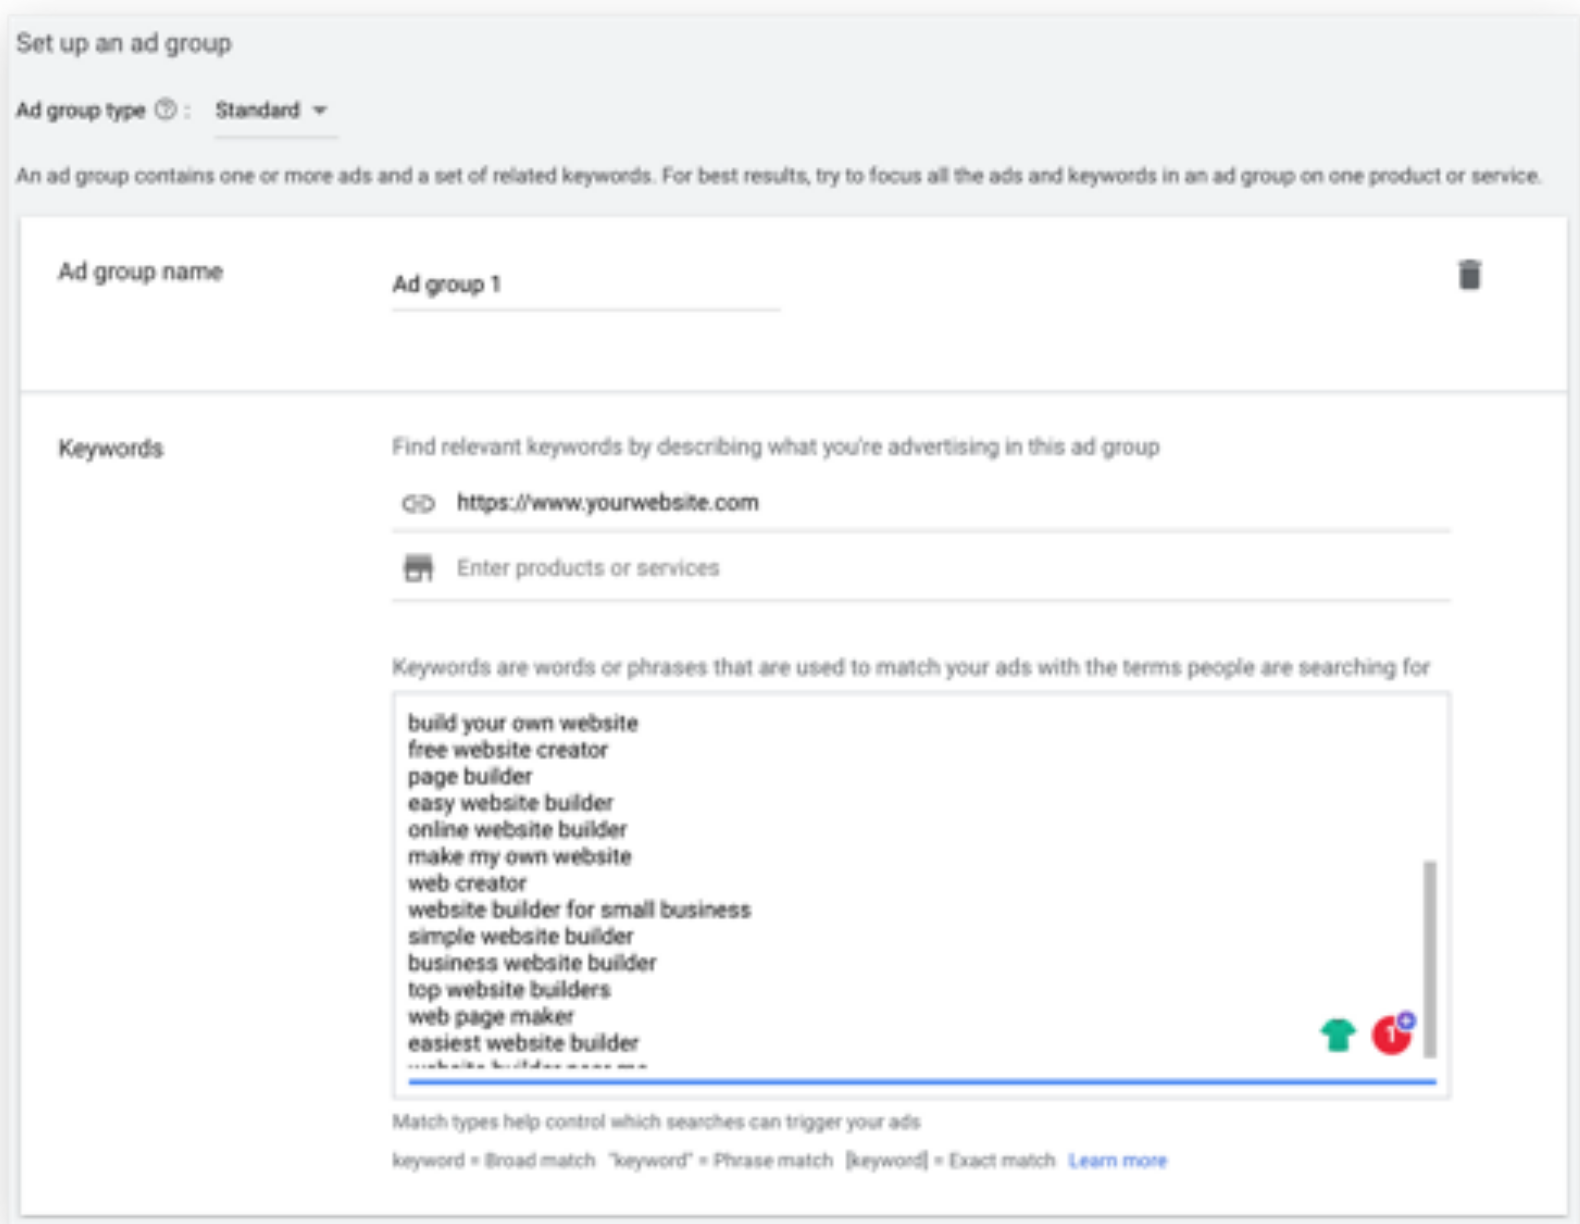 Set up an ad group
Ad group type ? : Standard
An ad group contains one or more ads and a set of related keywords. For best results, try to focus all the ads and keywords in an ad group on one product or service.
Ad group name
Ad group 1
Keywords
Find relevant keywords by describing what you're advertising in this ad group
https://www.yourwebsite.com
Enter products or services
Keywords are words or phrases that are used to match your ads with the terms people are searching for
build your own website
free website creator
page builder
easy website builder
online website builder
make my own website
web creator
website builder for small business
simple website builder
business website builder
top website builders
web page maker
easiest website builder
website builder near me
1
Match types help control which searches can trigger your ads
keyword = Broad match "keyword" = Phrase match [keyword] = Exact match Learn more